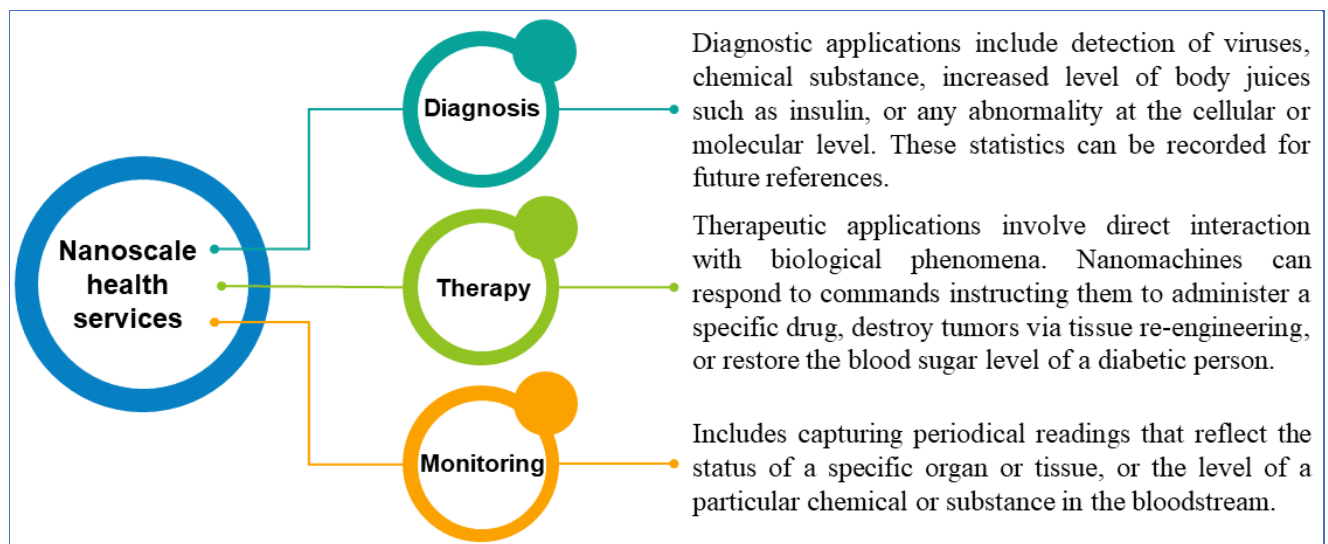 Nanoscale
health
services
Diagnosis
Diagnostic applications include detection of viruses,
chemical substance, increased level of body juices
such as insulin, or any abnormality at the cellular or
molecular level. These statistics can be recorded for
future references.
Therapy
Therapeutic applications involve direct interaction
with biological phenomena. Nanomachines can
respond to commands instructing them to administer a
specific drug, destroy tumors via tissue re-engineering,
or restore the blood sugar level of a diabetic person.
Monitoring
Includes capturing periodical readings that reflect the
status of a specific organ or tissue, or the level of a
particular chemical or substance in the bloodstream.